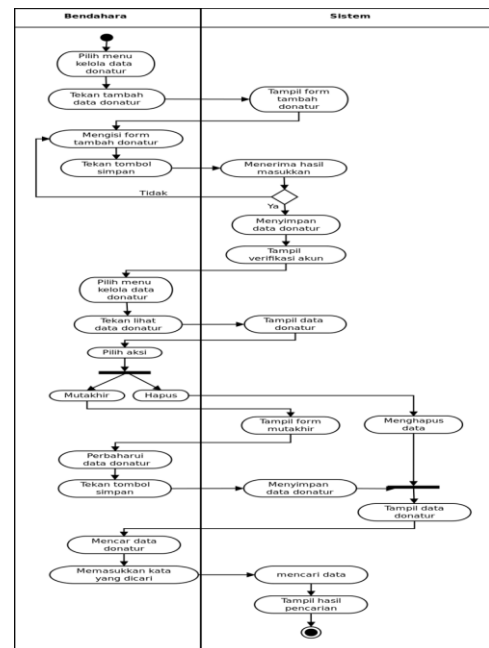 Bendahara
Sistem
Pilih menu
kelola data
donatur
Tekan tambah
data donatur
Tampil form
tambah
donatur
Mengisi form
tambah donatur
Tekan tombol
simpan
Menerima hasil
masukkan
Tidak
Ya
Menyimpan
data donatur
Tampil
verifikasi akun
Pilih menu
kelola data
donatur
Tekan lihat
data donatur
Tampil data
donatur
Pilih aksi
Mutakhir
Hapus
Tampil form
mutakhir
Menghapus
data
Perbaharui
data donatur
Tekan tombol
simpan
Menyimpan
data donatur
Tampil data
donatur
Mencar data
donatur
Memasukkan kata
yang dicari
mencari data
Tampil hasil
pencarian